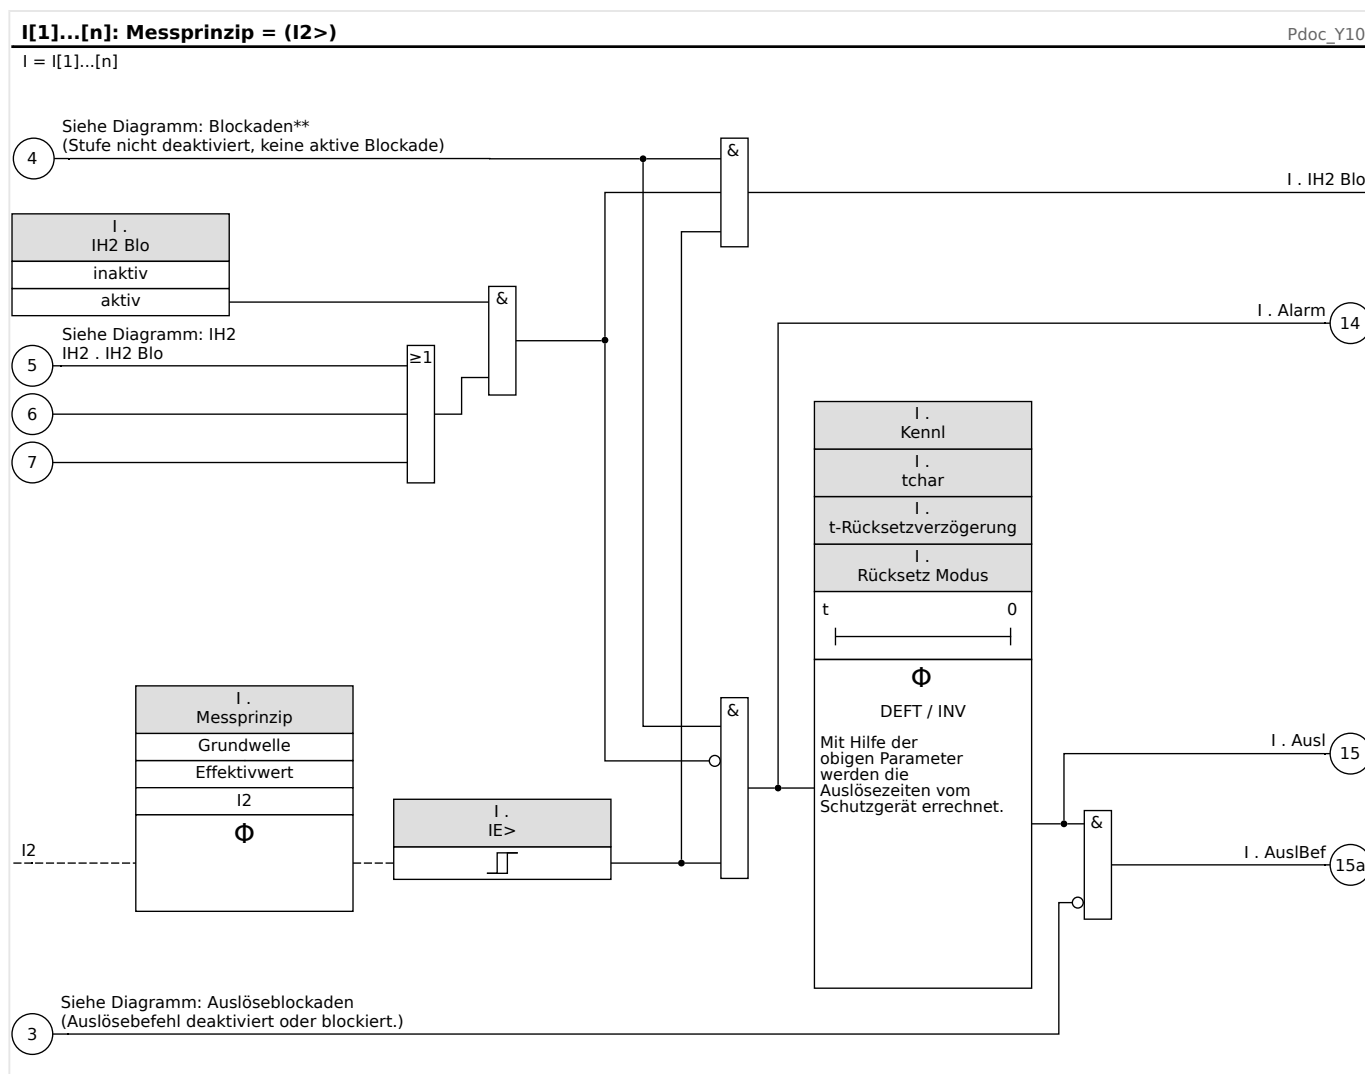 I[1]...[n]: Messprinzip = (I2>)
Pdoc_Y10
I = I[1]...[n]
Siehe Diagramm: Blockaden**
(Stufe nicht deaktiviert, keine aktive Blockade)
4
&
I . IH2 Blo
I .
IH2 Blo
inaktiv
aktiv
&
Siehe Diagramm: IH2
IH2 . IH2 Blo
5
≥1
6
7
I . Alarm
14
I .
Kennl
I .
tchar
I .
t-Rücksetzverzögerung
I .
Rücksetz Modus
t 0
Φ
DEFT / INV
Mit Hilfe der
obigen Parameter
werden die
Auslösezeiten vom
Schutzgerät errechnet.
I .
Messprinzip
Grundwelle
Effektivwert
I2
Φ
I2
I .
IE>
&
I . Ausl
15
&
I . AuslBef
15a
Siehe Diagramm: Auslöseblockaden
(Auslösebefehl deaktiviert oder blockiert.)
3